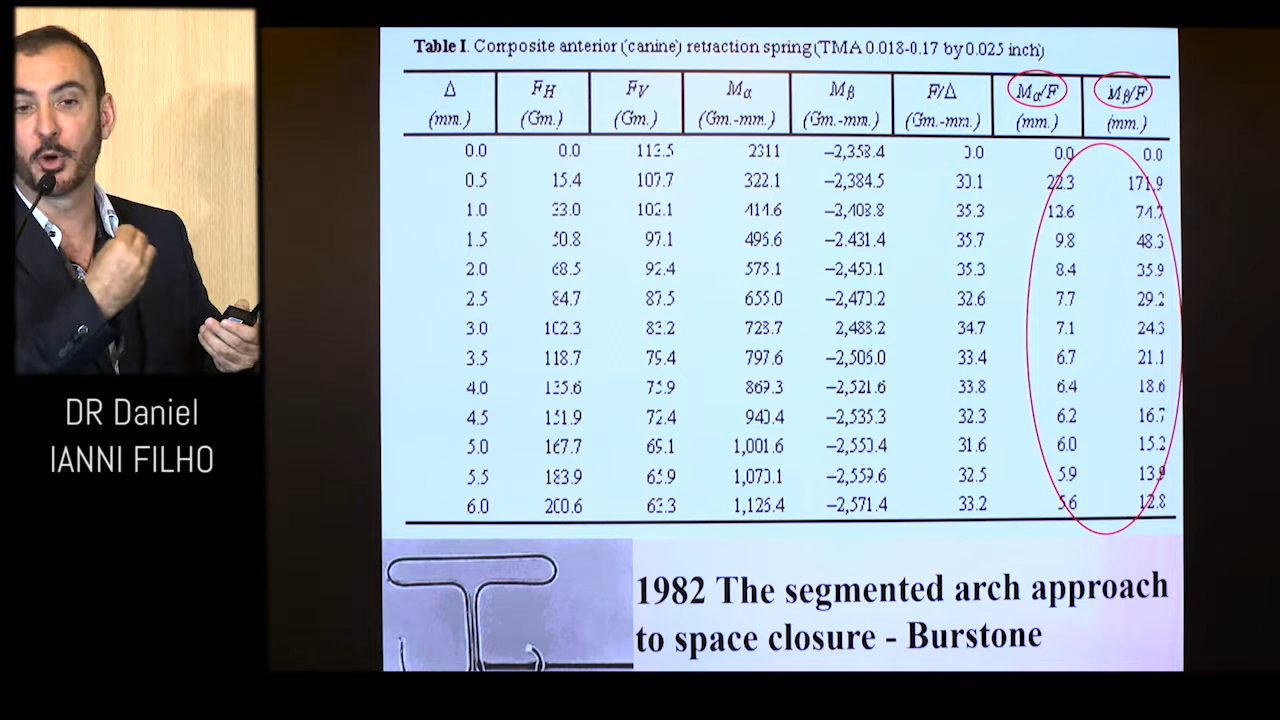 DR Daniel
IANNI FILHO
Table I. Composite anterior (canine) retraction spring (TMA 0.018-0.17 by 0.025 inch)
Δ FH FV Mα Mβ F/Δ Mα/F Mβ/F
(mm.) (Gm.) (Gm.) (Gm.-mm.) (Gm.-mm.) (Gm.-mm.) (mm.) (mm.)
0.0 0.0 113.5 2311 –2,358.4 0.0 0.0 0.0
0.5 15.4 107.7 322.1 –2,384.5 30.1 22.3 171.9
1.0 33.0 102.1 414.6 –2,408.8 35.3 12.6 74.7
1.5 50.8 97.1 496.6 –2.431.4 35.7 9.8 48.3
2.0 68.5 92.4 575.1 –2,450.1 35.3 8.4 35.9
2.5 84.7 87.5 655.0 –2,470.2 32.6 7.7 29.2
3.0 102.3 83.2 728.7 2,488.2 34.7 7.1 24.3
3.5 118.7 79.4 797.6 –2,506.0 33.4 6.7 21.1
4.0 135.6 75.9 869.3 –2,521.6 33.8 6.4 18.6
4.5 151.9 72.4 940.4 –2,535.3 32.3 6.2 16.7
5.0 167.7 69.1 1,001.6 –2,550.4 31.6 6.0 15.2
5.5 183.9 65.9 1,070.1 –2,559.6 32.5 5.9 13.9
6.0 200.6 63.3 1,126.4 –2,571.4 33.2 5.6 12.8
1982 The segmented arch approach
to space closure - Burstone